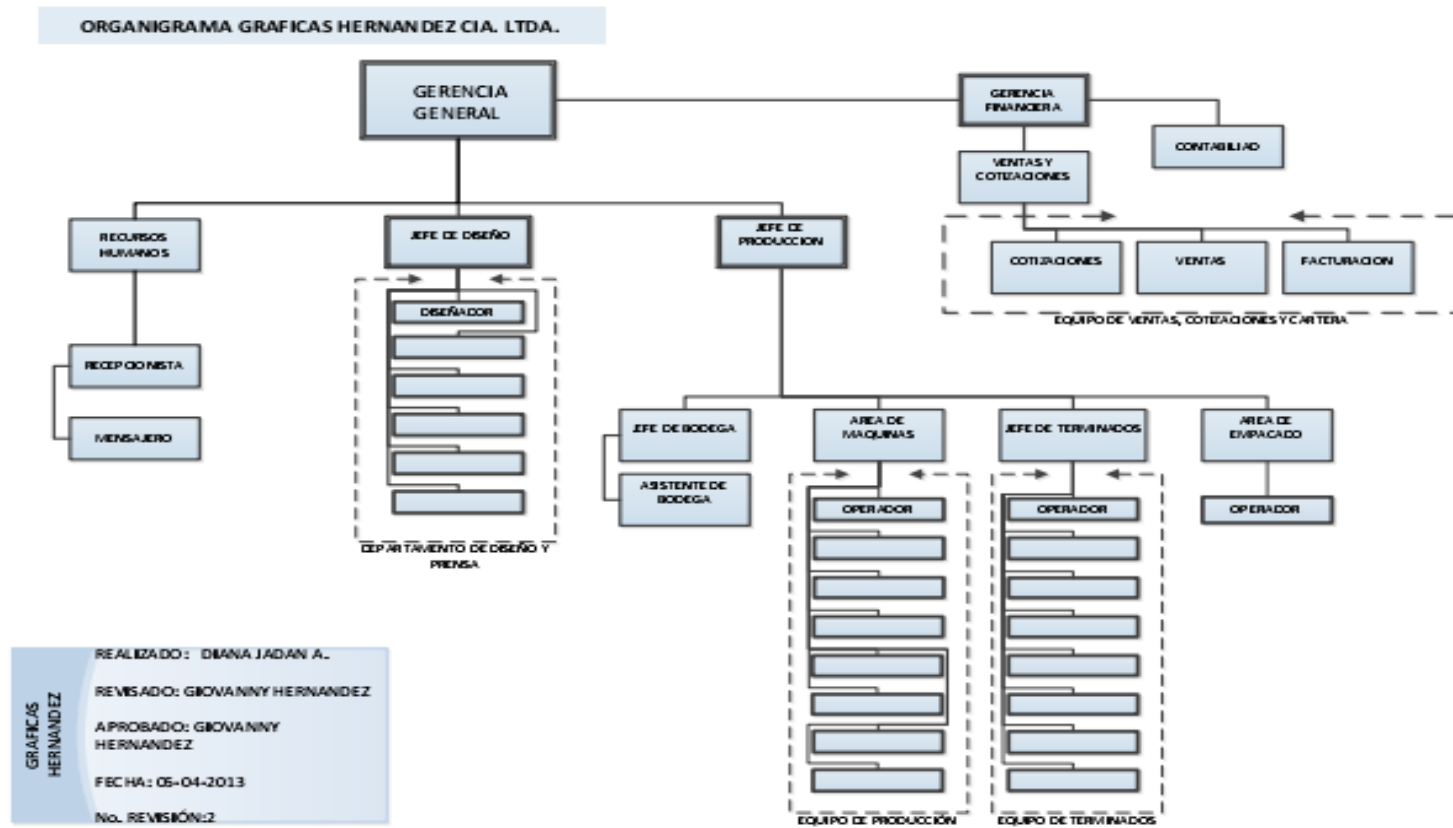 ORGANIGRAMA GRAFICAS HERNANDEZ CIA. LTDA.
GERENCIA
GENERAL
GERENCIA
FINANCIERA
CONTABILIAD
VENTAS Y
COTIZACIONES
RECURSOS
HUMANOS
JEFE DE DISEÑO
JEFE DE
PRODUCCION
COTIZACIONES
VENTAS
FACTURACION
EQUIPO DE VENTAS, COTIZACIONES Y CARTERA
DISEÑADOR
RECEPCIONISTA
MENSAJERO
JEFE DE BODEGA
AREA DE
MAQUINAS
JEFE DE TERMINADOS
AREA DE
EMPACADO
ASISTENTE DE
BODEGA
OPERADOR
OPERADOR
OPERADOR
DEPARTAMENTO DE DISEÑO Y
PRENSA
GRAFICAS
HERNANDEZ
REALIZADO: DIANA JADAN A.
REVISADO: GIOVANNY HERNANDEZ
APROBADO: GIOVANNY
HERNANDEZ
FECHA: 05-04-2013
No. REVISIÓN:2
EQUIPO DE PRODUCCIÓN
EQUIPO DE TERMINADOS